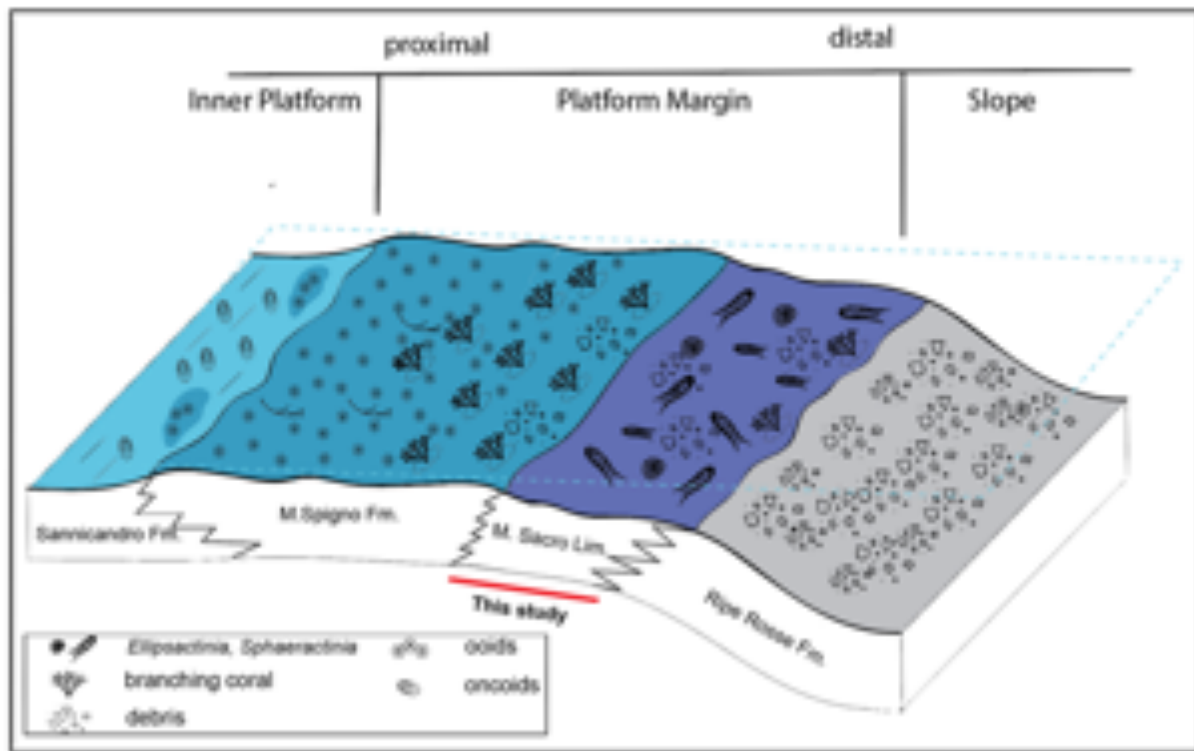 proximal
distal
Inner Platform
Platform Margin
Slope
Sannicandro Fm.
M.Spigno Fm.
M. Sacro Lim.
Ripe Rosse Fm.
This study
Ellipsactinia, Sphaeractinia
ooids
branching coral
oncoids
debris